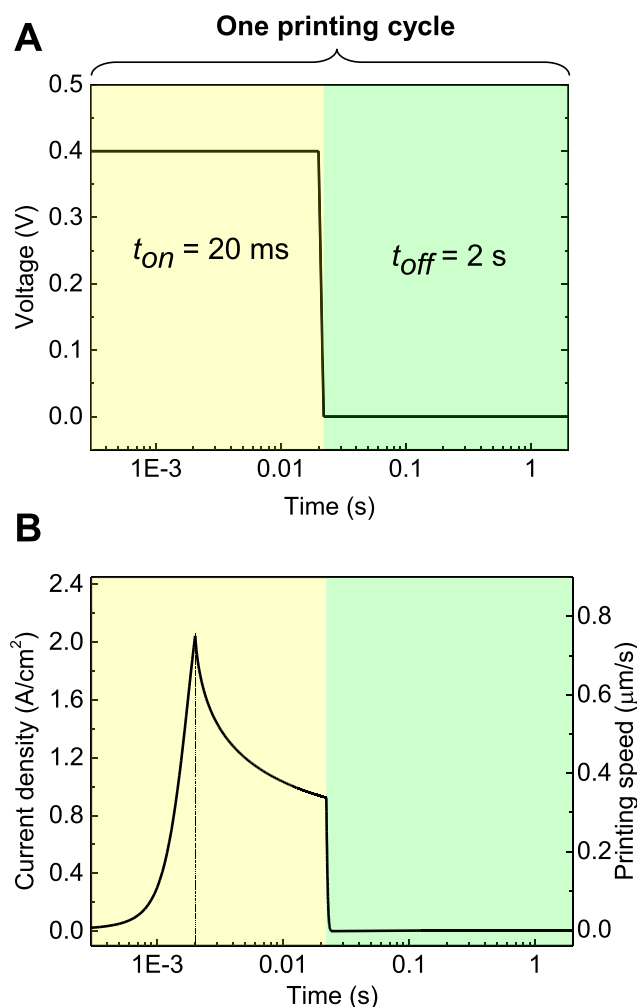 A
One printing cycle
0.5
0.4
0.3
0.2
0.1
0.0
Voltage (V)
t_on = 20 ms
t_off = 2 s
1E-3 0.01 0.1 1
Time (s)
B
2.4
2.0
1.6
1.2
0.8
0.4
0.0
Current density (A/cm²)
0.8
0.6
0.4
0.2
0.0
Printing speed (μm/s)
1E-3 0.01 0.1 1
Time (s)